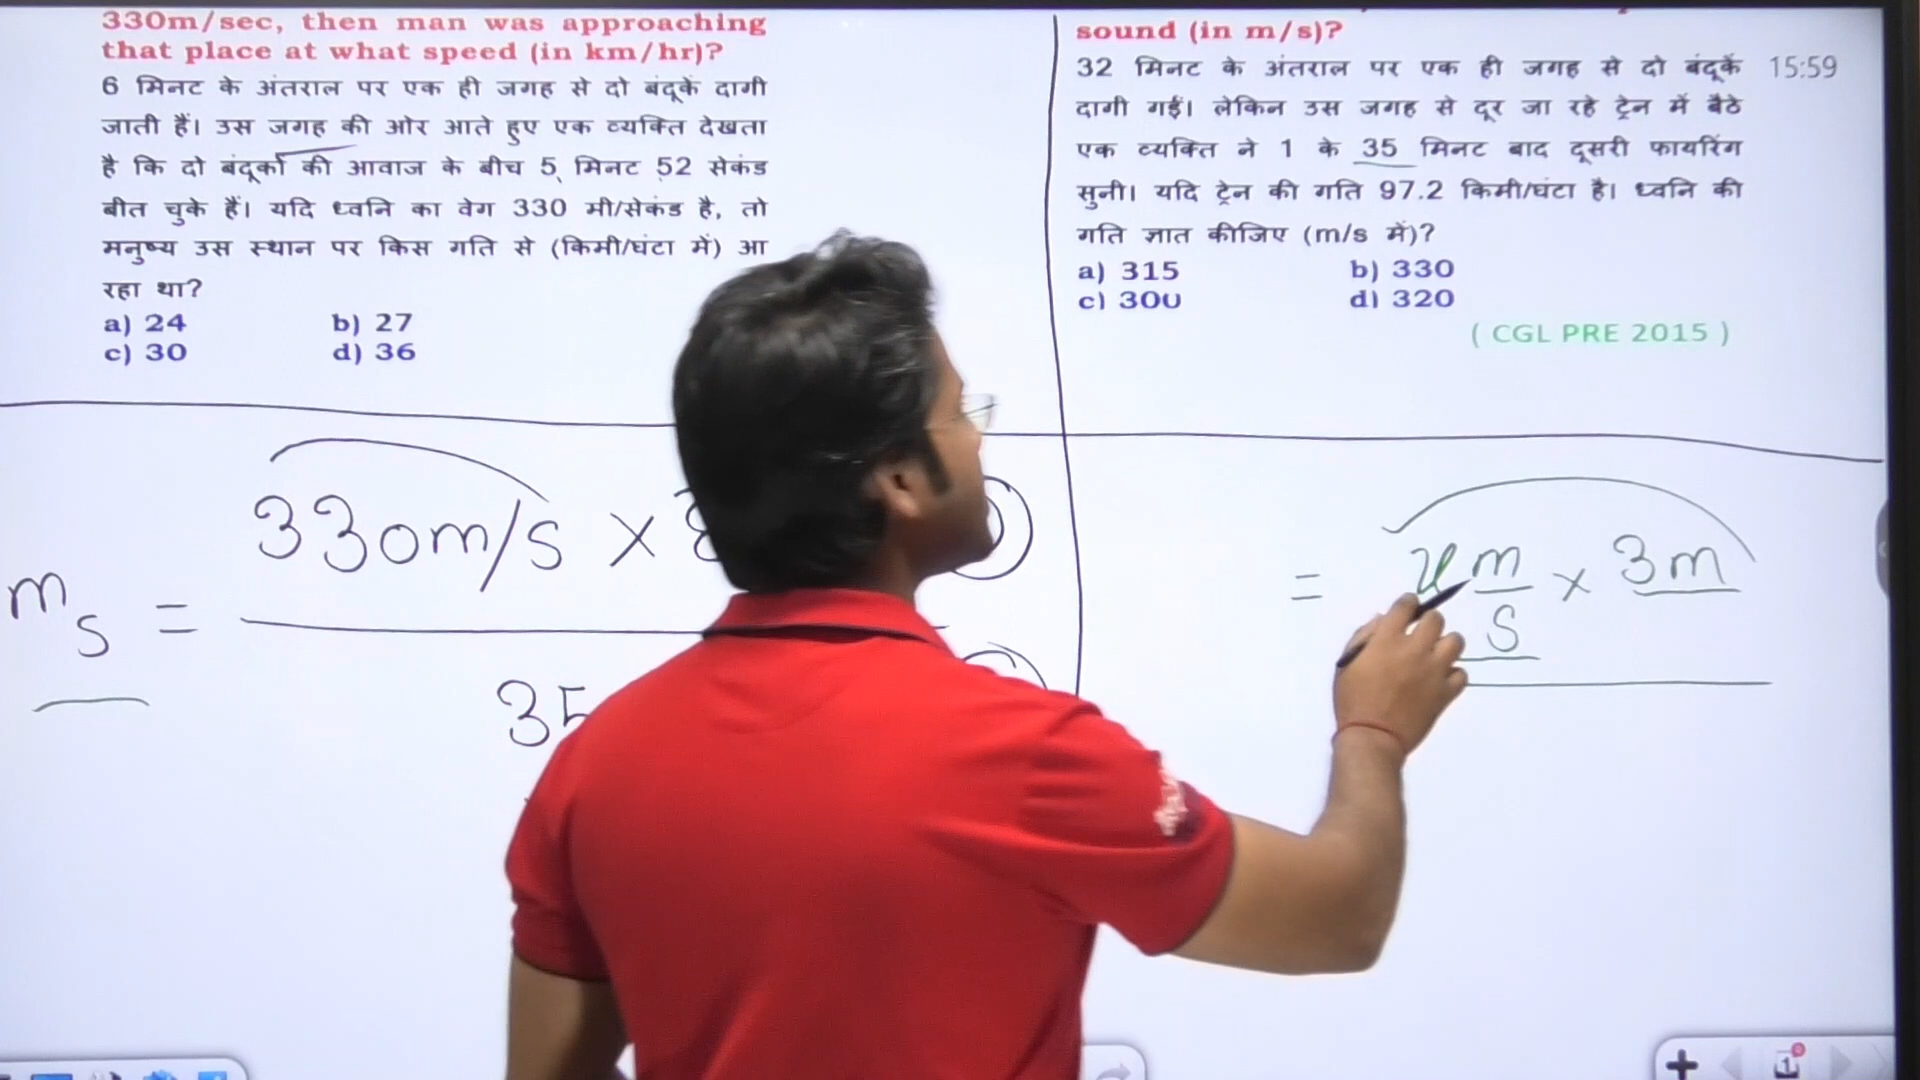 330m/sec, then man was approaching
that place at what speed (in km/hr)?
6 मिनट के अंतराल पर एक ही जगह से दो बंदूकें दागी
जाती हैं। उस जगह की ओर आते हुए एक व्यक्ति देखता
है कि दो बंदूकों की आवाज के बीच 5 मिनट 52 सेकंड
बीत चुके हैं। यदि ध्वनि का वेग 330 मी/सेकंड है, तो
मनुष्य उस स्थान पर किस गति से (किमी/घंटा में) आ
रहा था?
a) 24 b) 27
c) 30 d) 36
330m/s ×
m
s =
35
sound (in m/s)?
32 मिनट के अंतराल पर एक ही जगह से दो बंदूकें
दागी गईं। लेकिन उस जगह से दूर जा रहे ट्रेन में बैठे
एक व्यक्ति ने 1 के 35 मिनट बाद दूसरी फायरिंग
सुनी। यदि ट्रेन की गति 97.2 किमी/घंटा है। ध्वनि की
गति ज्ञात कीजिए (m/s में)?
a) 315 b) 330
c) 300 d) 320
( CGL PRE 2015 )
15:59
= m × 3m
s
1